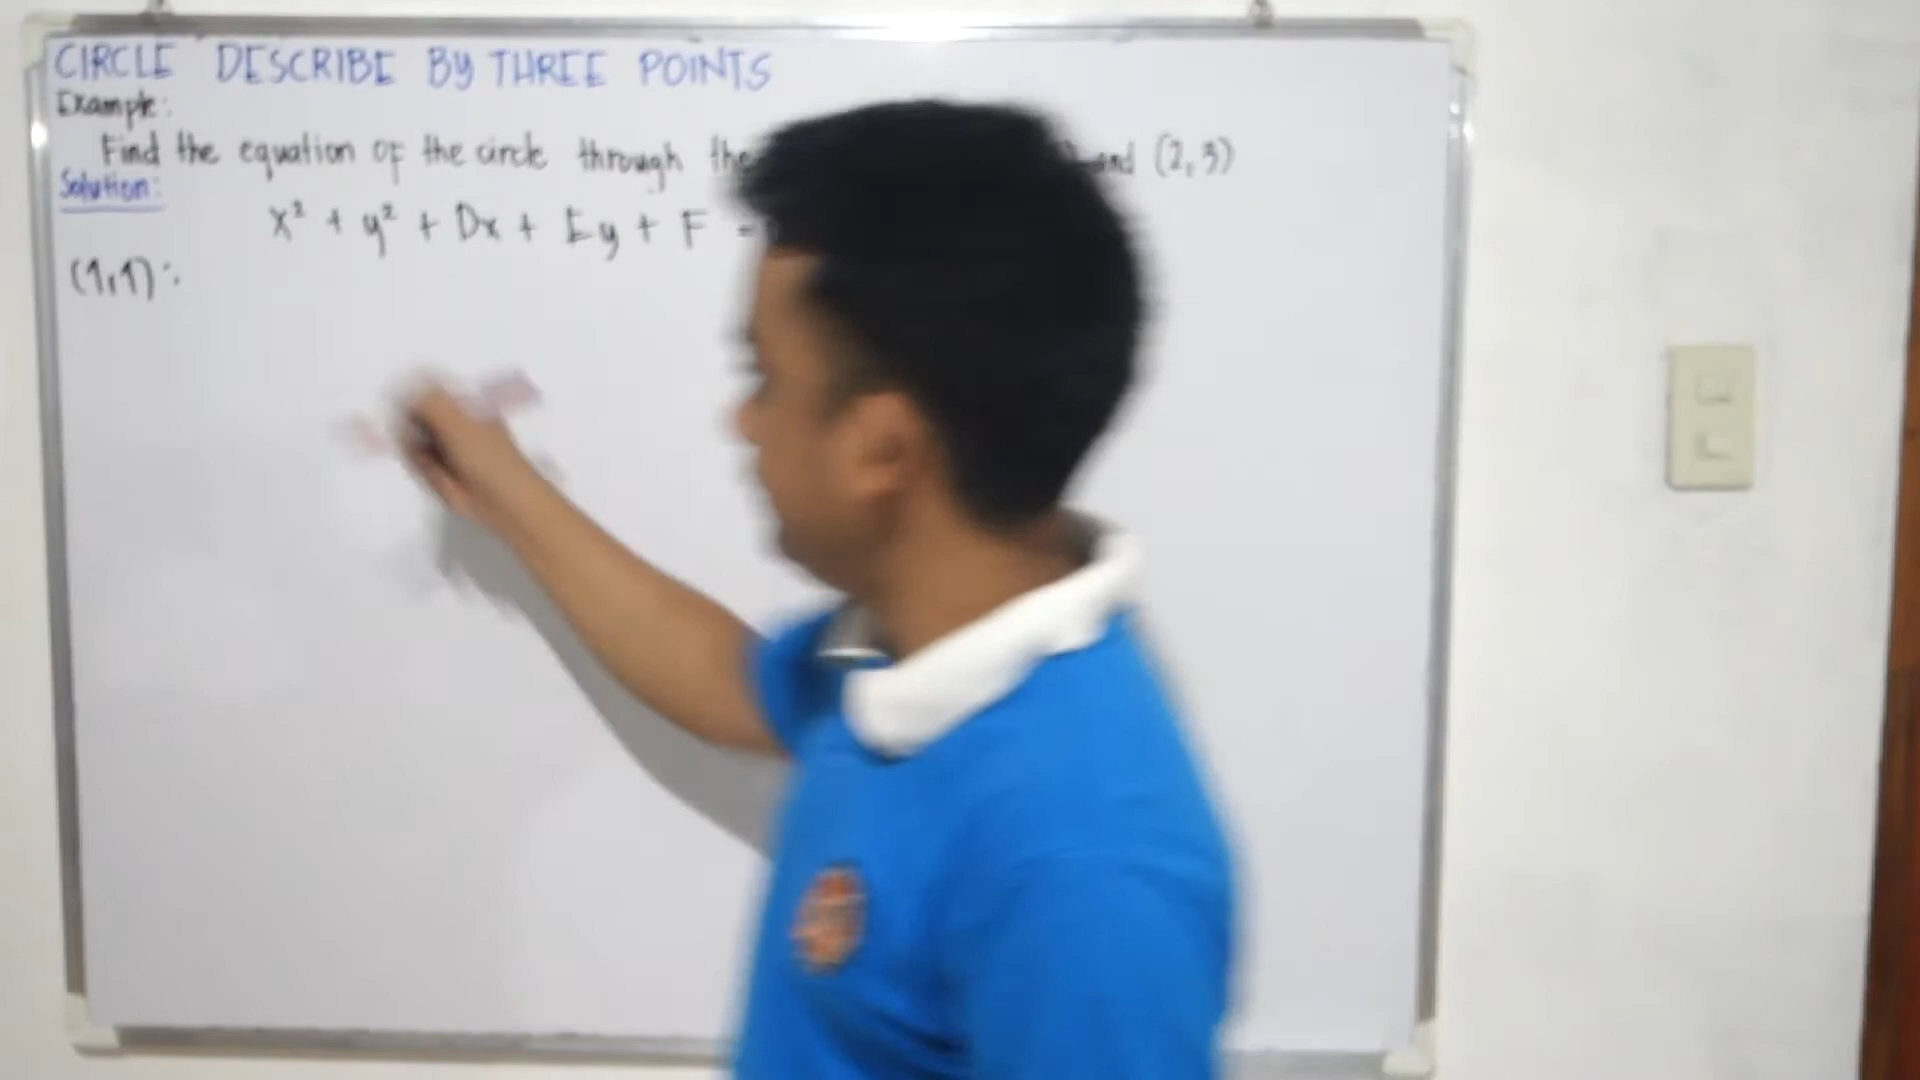 CIRCLE DESCRIBE BY THREE POINTS
Example:
Find the equation of the circle through the and (2,3)
Solution:
x² + y² + Dx + Ey + F =
(1,1):